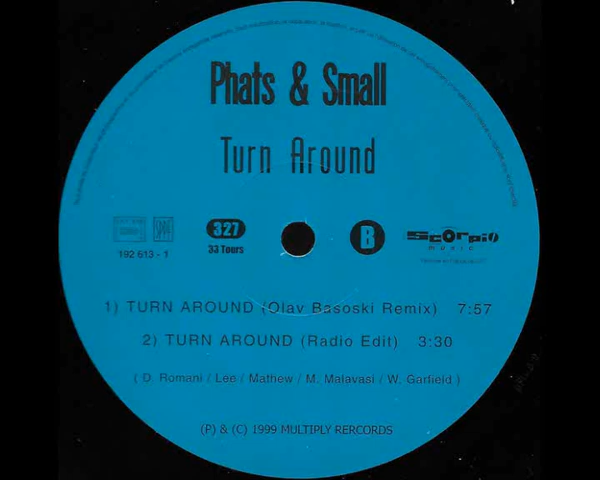 Phats & Small
Turn Around
192 613 - 1
327
33 Tours
B
SCORPIO
music
1) TURN AROUND (Olav Basoski Remix) 7:57
2) TURN AROUND (Radio Edit) 3:30
( D. Romani / Lee / Mathew / M. Malavasi / W. Garfield )
(P) & (C) 1999 MULTIPLY RERCORDS